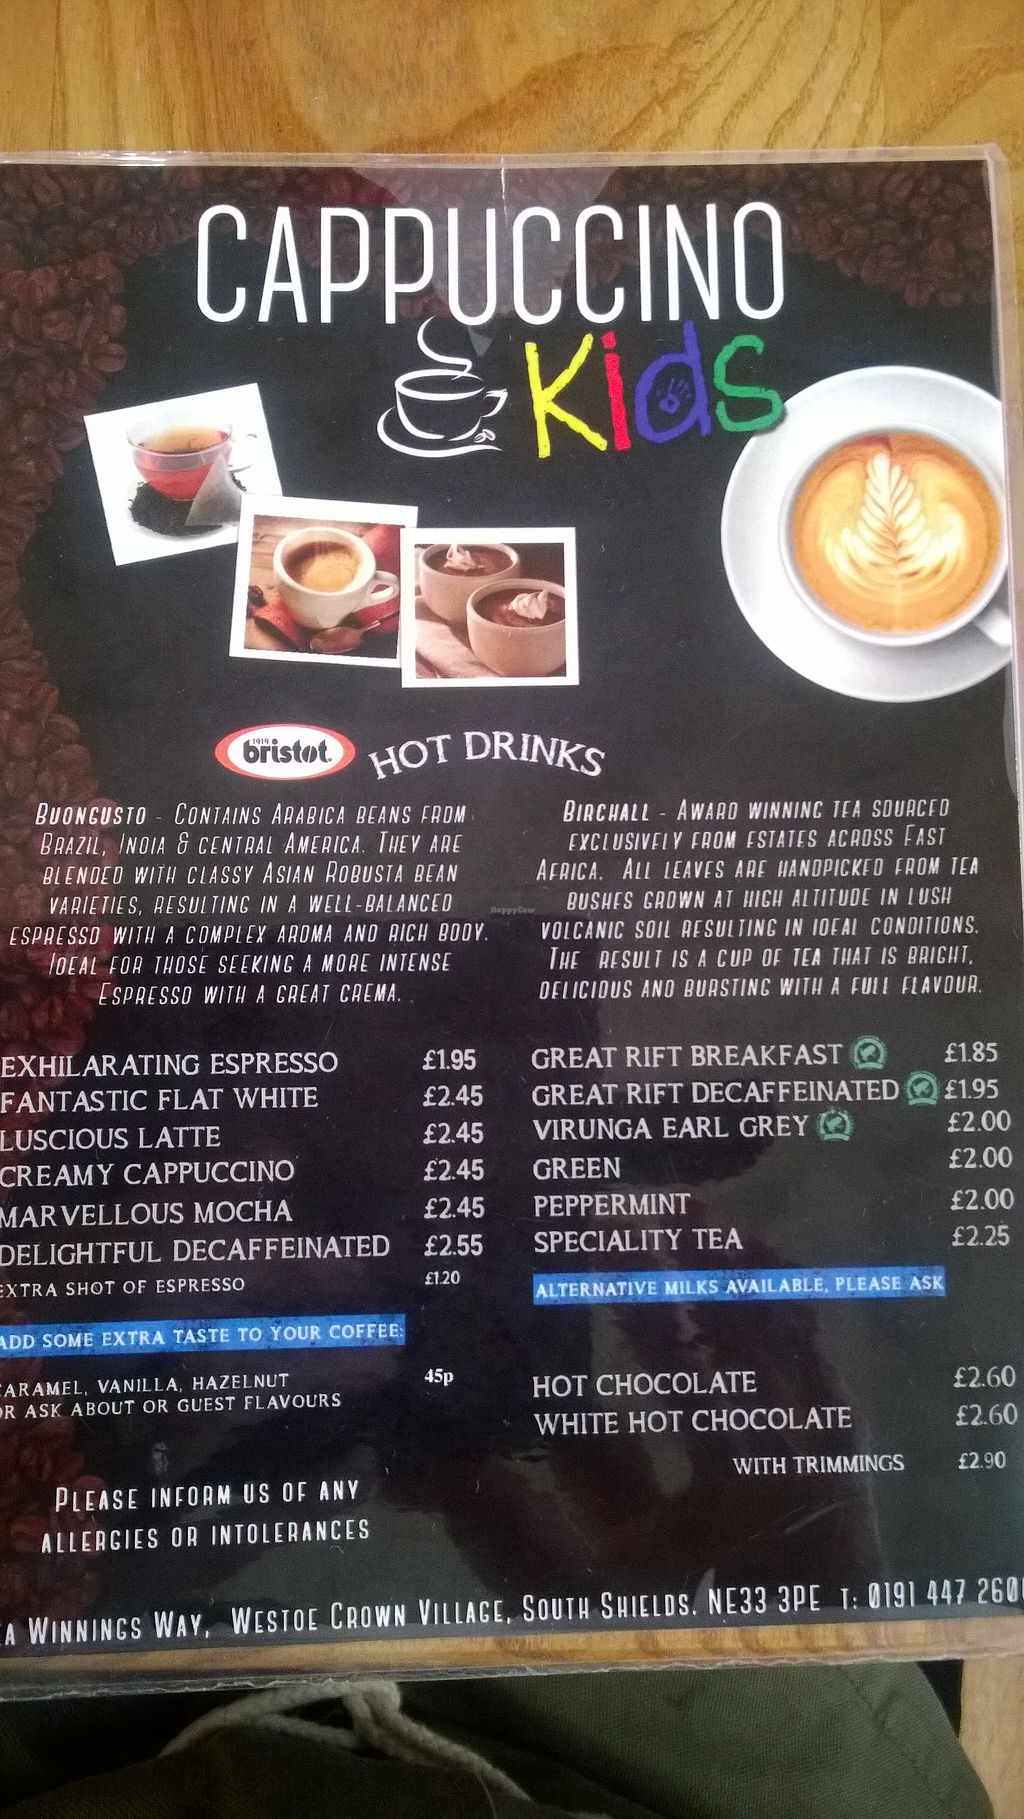 CAPPUCCINO
Kids
1919
bristot.
HOT DRINKS
BUONGUSTO - CONTAINS ARABICA BEANS FROM
BRAZIL, INDIA & CENTRAL AMERICA. THEY ARE
BLENDED WITH CLASSY ASIAN ROBUSTA BEAN
VARIETIES, RESULTING IN A WELL-BALANCED
ESPRESSO WITH A COMPLEX AROMA AND RICH BODY.
IDEAL FOR THOSE SEEKING A MORE INTENSE
ESPRESSO WITH A GREAT CREMA.
BIRCHALL - AWARD WINNING TEA SOURCED
EXCLUSIVELY FROM ESTATES ACROSS EAST
AFRICA. ALL LEAVES ARE HANDPICKED FROM TEA
BUSHES GROWN AT HIGH ALTITUDE IN LUSH
VOLCANIC SOIL RESULTING IN IDEAL CONDITIONS.
THE RESULT IS A CUP OF TEA THAT IS BRIGHT,
DELICIOUS AND BURSTING WITH A FULL FLAVOUR.
HappyCow
EXHILARATING ESPRESSO £1.95
FANTASTIC FLAT WHITE £2.45
LUSCIOUS LATTE £2.45
CREAMY CAPPUCCINO £2.45
MARVELLOUS MOCHA £2.45
DELIGHTFUL DECAFFEINATED £2.55
EXTRA SHOT OF ESPRESSO £1.20
ADD SOME EXTRA TASTE TO YOUR COFFEE:
CARAMEL, VANILLA, HAZELNUT 45p
OR ASK ABOUT OR GUEST FLAVOURS
GREAT RIFT BREAKFAST £1.85
GREAT RIFT DECAFFEINATED £1.95
VIRUNGA EARL GREY £2.00
GREEN £2.00
PEPPERMINT £2.00
SPECIALITY TEA £2.25
ALTERNATIVE MILKS AVAILABLE, PLEASE ASK
HOT CHOCOLATE £2.60
WHITE HOT CHOCOLATE £2.60
WITH TRIMMINGS £2.90
PLEASE INFORM US OF ANY
ALLERGIES OR INTOLERANCES
WINNINGS WAY, WESTOE CROWN VILLAGE, SOUTH SHIELDS. NE33 3PE T: 0191 447 260